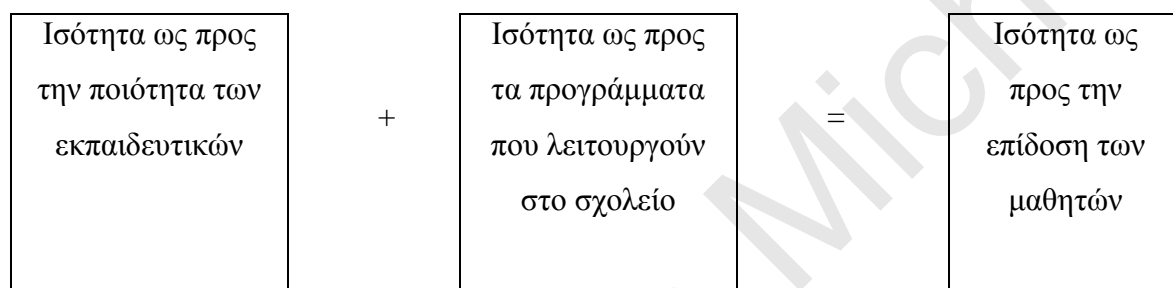 Ισότητα ως προς
την ποιότητα των
εκπαιδευτικών
+
Ισότητα ως προς
τα προγράμματα
που λειτουργούν
στο σχολείο
=
Ισότητα ως
προς την
επίδοση των
μαθητών
Mich